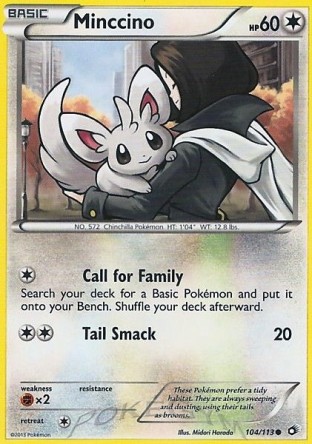 BASIC
Minccino
HP60
NO. 572 Chinchilla Pokémon. HT: 1'04" WT: 12.8 lbs.
Call for Family
Search your deck for a Basic Pokémon and put it
onto your Bench. Shuffle your deck afterward.
Tail Smack 20
weakness
×2
resistance
retreat
These Pokémon prefer a tidy
habitat. They are always sweeping
and dusting, using their tails
as brooms.
©2013 Pokémon
Illus. Midori Harada
104/113